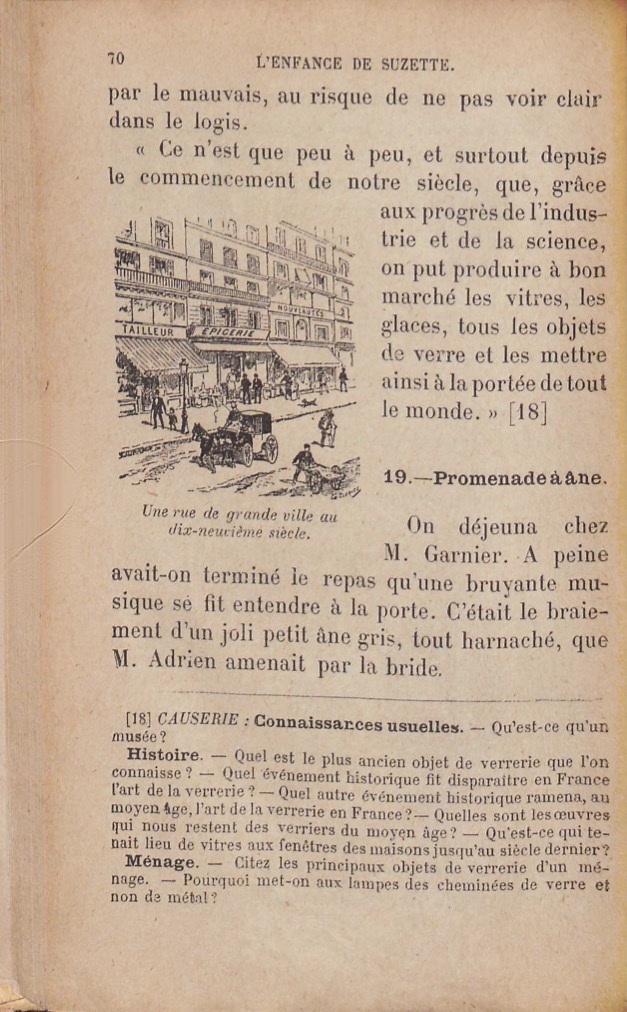 70
L'ENFANCE DE SUZETTE.
par le mauvais, au risque de ne pas voir clair
dans le logis.
« Ce n'est que peu à peu, et surtout depuis
le commencement de notre siècle, que, grâce
aux progrès de l'indus-
trie et de la science,
on put produire à bon
marché les vitres, les
glaces, tous les objets
de verre et les mettre
ainsi à la portée de tout
le monde. » [18]
TAILLEUR
ÉPICERIE
NOUVEAUTÉS
Une rue de grande ville au
dix-neuvième siècle.
19.—Promenade à âne.
On déjeuna chez
M. Garnier. A peine
avait-on terminé le repas qu'une bruyante mu-
sique se fit entendre à la porte. C'était le braie-
ment d'un joli petit âne gris, tout harnaché, que
M. Adrien amenait par la bride.
[18] CAUSERIE : Connaissances usuelles. — Qu'est-ce qu'un
musée ?
Histoire. — Quel est le plus ancien objet de verrerie que l'on
connaisse ? — Quel événement historique fit disparaître en France
l'art de la verrerie ? — Quel autre événement historique ramena, au
moyen âge, l'art de la verrerie en France ? — Quelles sont les œuvres
qui nous restent des verriers du moyen âge ? — Qu'est-ce qui te-
nait lieu de vitres aux fenêtres des maisons jusqu'au siècle dernier ?
Ménage. — Citez les principaux objets de verrerie d'un mé-
nage. — Pourquoi met-on aux lampes des cheminées de verre et
non de métal ?